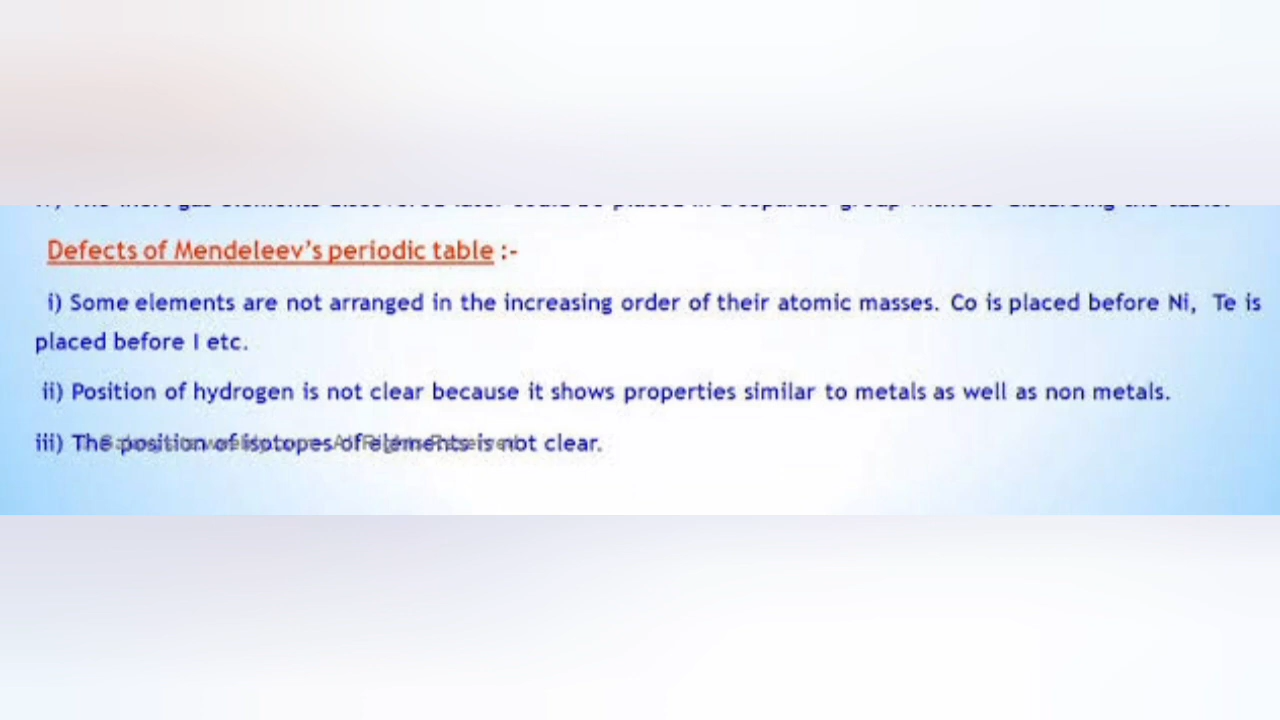 Defects of Mendeleev's periodic table :-
i) Some elements are not arranged in the increasing order of their atomic masses. Co is placed before Ni, Te is
placed before I etc.
ii) Position of hydrogen is not clear because it shows properties similar to metals as well as non metals.
iii) The position of isotopes of elements is not clear.